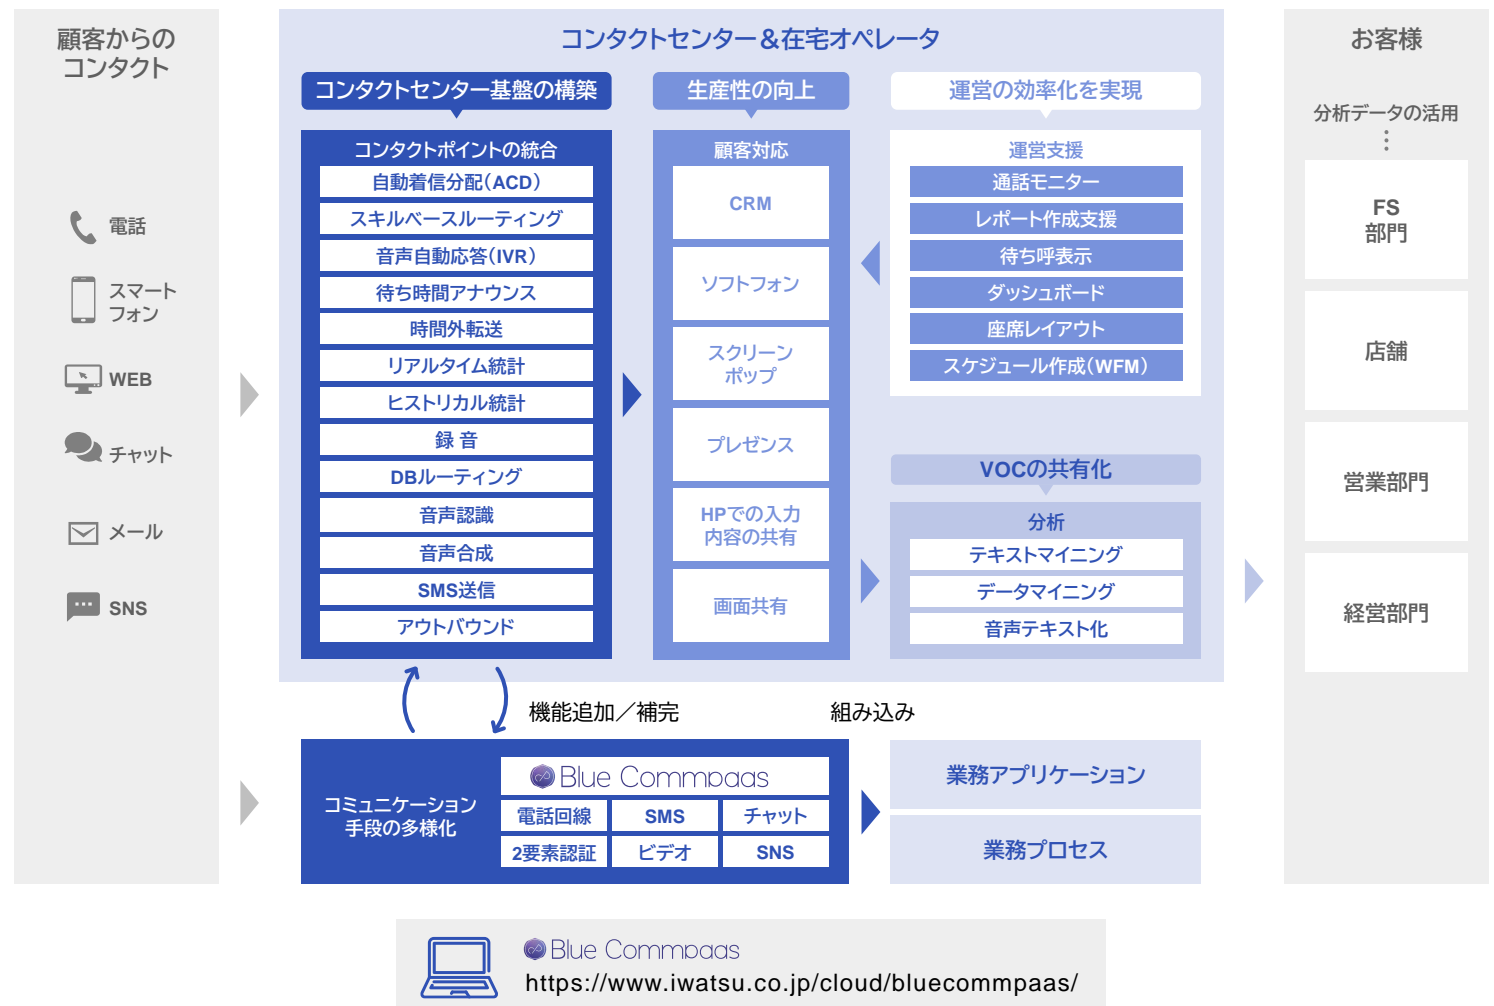 顧客からの
コンタクト
電話
スマート
フォン
WEB
チャット
メール
SNS
コンタクトセンター＆在宅オペレータ
コンタクトセンター基盤の構築
コンタクトポイントの統合
自動着信分配（ACD）
スキルベースルーティング
音声自動応答（IVR）
待ち時間アナウンス
時間外転送
リアルタイム統計
ヒストリカル統計
録 音
DBルーティング
音声認識
音声合成
SMS送信
アウトバウンド
生産性の向上
顧客対応
CRM
ソフトフォン
スクリーン
ポップ
プレゼンス
HPでの入力
内容の共有
画面共有
運営の効率化を実現
運営支援
通話モニター
レポート作成支援
待ち呼表示
ダッシュボード
座席レイアウト
スケジュール作成（WFM）
VOCの共有化
分析
テキストマイニング
データマイニング
音声テキスト化
機能追加／補完
組み込み
コミュニケーション
手段の多様化
Blue Commpaas
電話回線
SMS
チャット
2要素認証
ビデオ
SNS
業務アプリケーション
業務プロセス
お客様
分析データの活用
FS
部門
店舗
営業部門
経営部門
Blue Commpaas
https://www.iwatsu.co.jp/cloud/bluecommpaas/